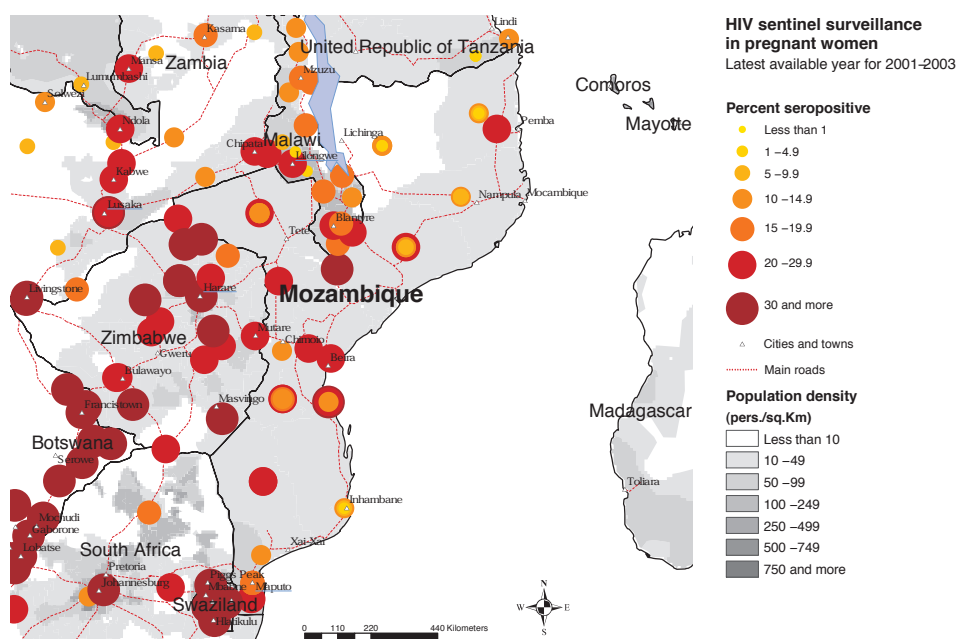 HIV sentinel surveillance
in pregnant women
Latest available year for 2001–2003
Percent seropositive
Less than 1
1 –4.9
5 –9.9
10 –14.9
15 –19.9
20 –29.9
30 and more
Cities and towns
Main roads
Population density
(pers./sq.Km)
Less than 10
10 –49
50 –99
100 –249
250 –499
500 –749
750 and more
Kasama
Lindi
United Republic of Tanzania
Mansa
Zambia
Mzuzu
Lumumbashi
Solwezi
Comoros
Mayotte
Ndola
Pemba
Lichinga
Malawi
Chipata
Lilongwe
Kabwe
Nampula
Mocambique
Lusaka
Blantyre
Tete
Livingstone
Harare
Mozambique
Zimbabwe
Mutare
Chimoio
Gweru
Beira
Bulawayo
Masvingo
Francistown
Madagascar
Botswana
Serowe
Toliara
Inhambane
Mochudi
Gaborone
Lobatse
South Africa
Xai-Xai
Pretoria
Johannesburg
Piggs Peak
Maputo
Swaziland
Hlatikulu
N
W
E
S
0 110 220 440 Kilometers